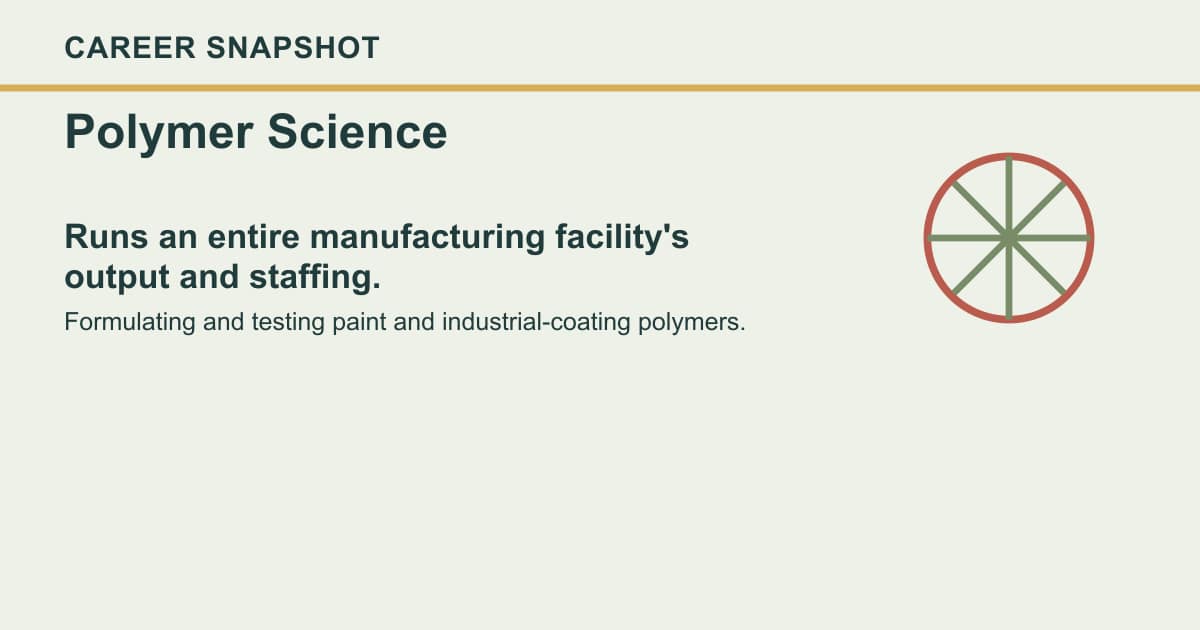 CAREER SNAPSHOT
Polymer Science
Runs an entire manufacturing facility's
output and staffing.
Formulating and testing paint and industrial-coating polymers.